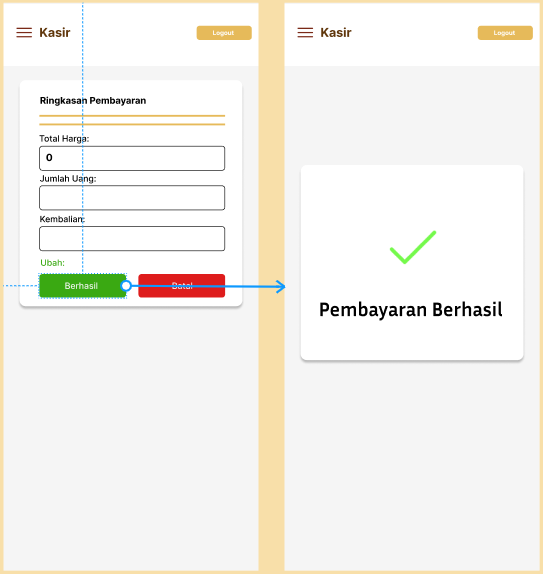 Kasir
Logout
Ringkasan Pembayaran
Total Harga:
0
Jumlah Uang:
Kembalian:
Ubah:
Berhasil
Batal
Kasir
Logout
Pembayaran Berhasil